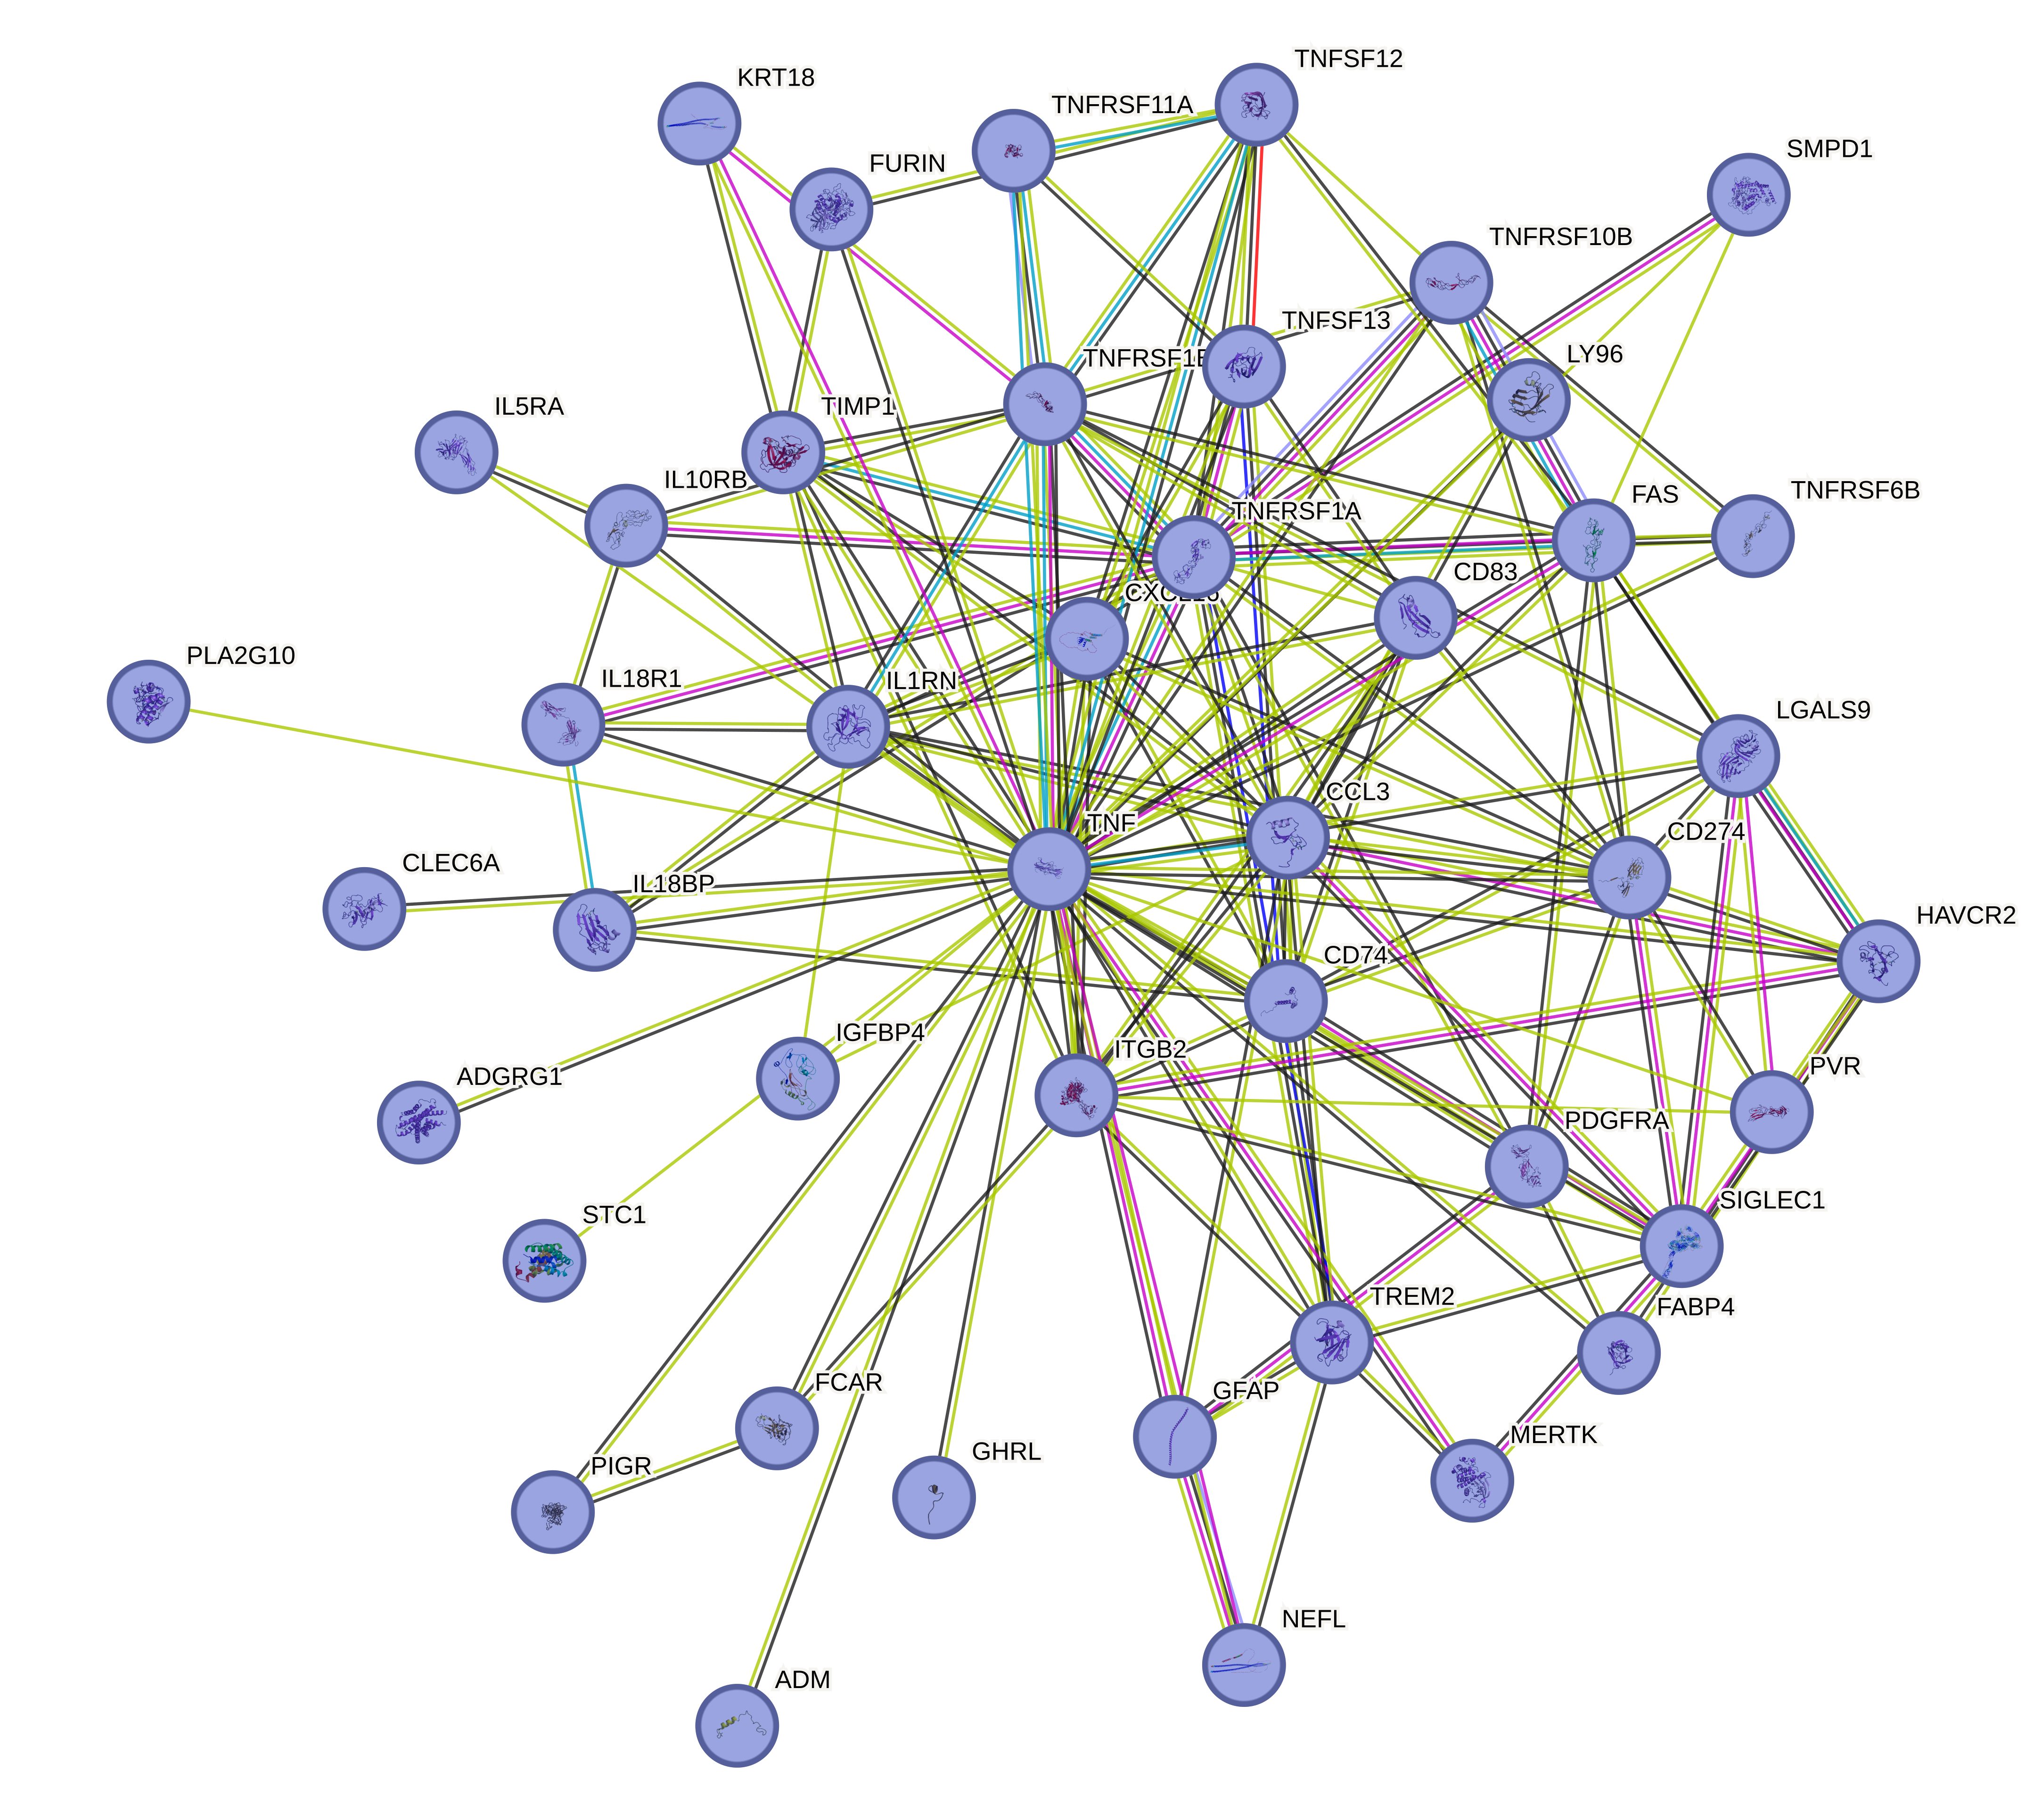 TNFSF12
KRT18
TNFRSF11A
SMPD1
FURIN
TNFRSF10B
TNFSF13
LY96
TNFRSF1B
IL5RA
TIMP1
IL10RB
TNFRSF6B
FAS
TNFRSF1A
CD83
CXCL16
PLA2G10
IL18R1
IL1RN
LGALS9
CCL3
TNF
CD274
CLEC6A
IL18BP
HAVCR2
CD74
IGFBP4
ITGB2
PVR
ADGRG1
PDGFRA
SIGLEC1
STC1
TREM2
FABP4
FCAR
GFAP
MERTK
GHRL
PIGR
NEFL
ADM